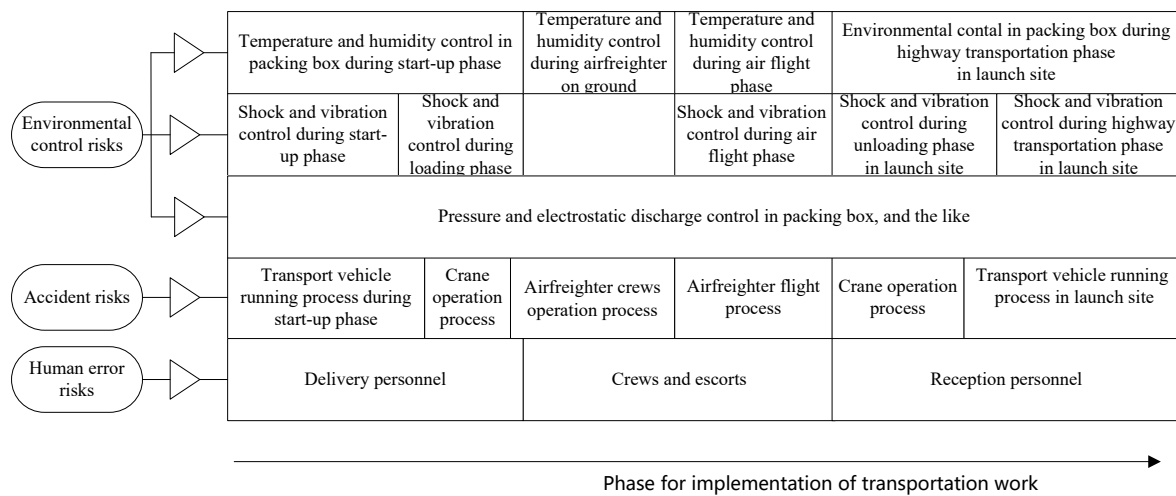 Environmental
control risks
Temperature and humidity control in
packing box during start-up phase
Temperature and
humidity control
during airfreighter
on ground
Temperature and
humidity control
during air flight
phase
Environmental contal in packing box during
highway transportation phase
in launch site
Shock and vibration
control during start-
up phase
Shock and
vibration
control during
loading phase
Shock and vibration
control during air
flight phase
Shock and vibration
control during
unloading phase
in launch site
Shock and vibration
control during highway
transportation phase
in launch site
Pressure and electrostatic discharge control in packing box, and the like
Accident risks
Transport vehicle
running process during
start-up phase
Crane
operation
process
Airfreighter crews
operation process
Airfreighter flight
process
Crane operation
process
Transport vehicle running
process in launch site
Human error
risks
Delivery personnel
Crews and escorts
Reception personnel
Phase for implementation of transportation work